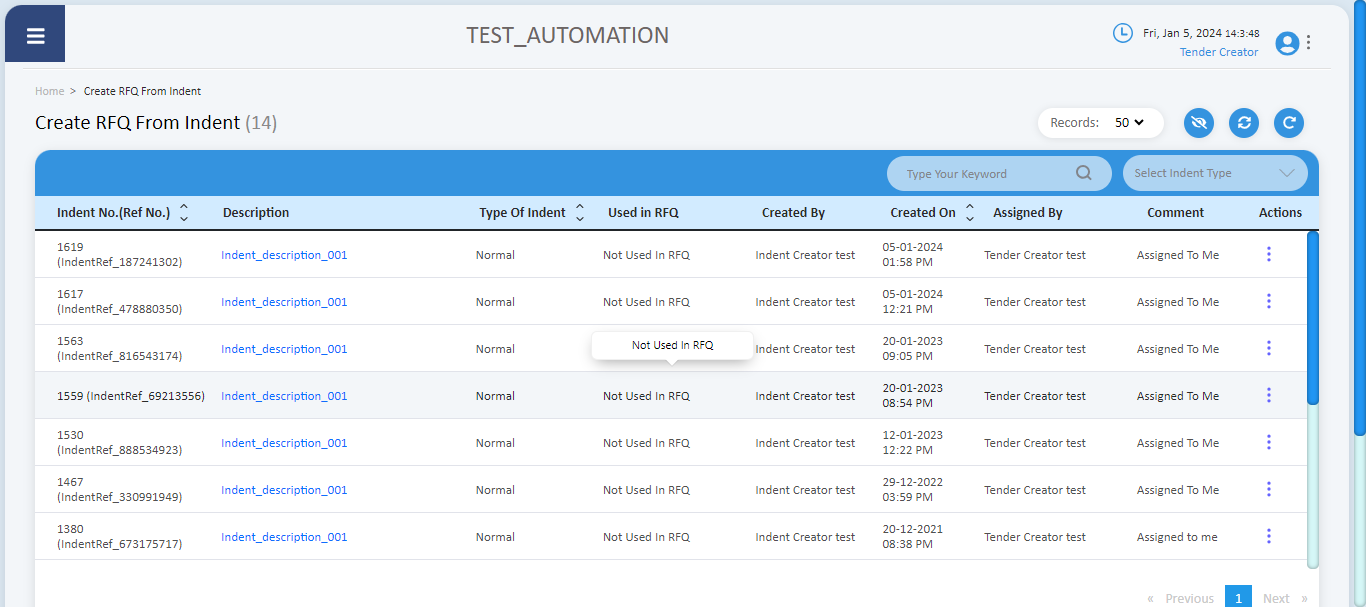 TEST_AUTOMATION
Fri, Jan 5, 2024 14:3:48
Tender Creator
Home > Create RFQ From Indent
Create RFQ From Indent (14)
Records: 50
Type Your Keyword
Select Indent Type
Indent No.(Ref No.) Description Type Of Indent Used in RFQ Created By Created On Assigned By Comment Actions
1619 (IndentRef_187241302) Indent_description_001 Normal Not Used In RFQ Indent Creator test 05-01-2024 01:58 PM Tender Creator test Assigned To Me
1617 (IndentRef_478880350) Indent_description_001 Normal Not Used In RFQ Indent Creator test 05-01-2024 12:21 PM Tender Creator test Assigned To Me
1563 (IndentRef_816543174) Indent_description_001 Normal Not Used In RFQ Indent Creator test 20-01-2023 09:05 PM Tender Creator test Assigned To Me
1559 (IndentRef_69213556) Indent_description_001 Normal Not Used In RFQ Indent Creator test 20-01-2023 08:54 PM Tender Creator test Assigned To Me
1530 (IndentRef_888534923) Indent_description_001 Normal Not Used In RFQ Indent Creator test 12-01-2023 12:22 PM Tender Creator test Assigned To Me
1467 (IndentRef_330991949) Indent_description_001 Normal Not Used In RFQ Indent Creator test 29-12-2022 03:59 PM Tender Creator test Assigned To Me
1380 (IndentRef_673175717) Indent_description_001 Normal Not Used In RFQ Indent Creator test 20-12-2021 08:38 PM Tender Creator test Assigned to me
« Previous 1 Next »